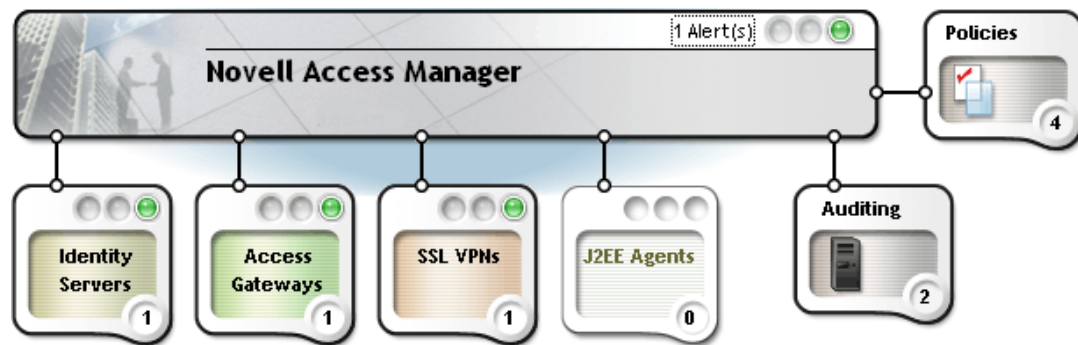 1 Alert(s)
Novell Access Manager
Policies
4
Identity
Servers
1
Access
Gateways
1
SSL VPNs
1
J2EE Agents
0
Auditing
2